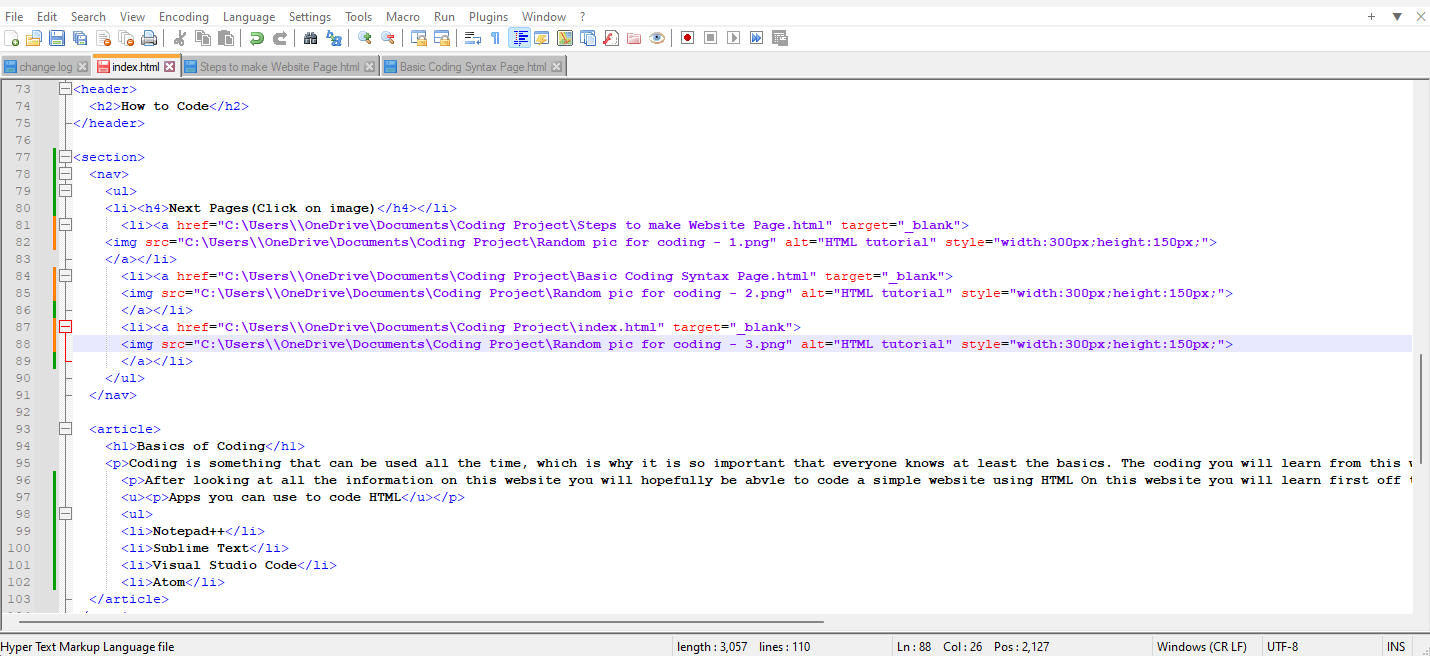 File Edit Search View Encoding Language Settings Tools Macro Run Plugins Window ?
change.log index.html Steps to make Website Page.html Basic Coding Syntax Page.html
73 <header>
74 <h2>How to Code</h2>
75 </header>
76
77 <section>
78 <nav>
79 <ul>
80 <li><h4>Next Pages(Click on image)</h4></li>
81 <li><a href="C:\Users\\OneDrive\Documents\Coding Project\Steps to make Website Page.html" target="_blank">
82 <img src="C:\Users\\OneDrive\Documents\Coding Project\Random pic for coding - 1.png" alt="HTML tutorial" style="width:300px;height:150px;">
83 </a></li>
84 <li><a href="C:\Users\\OneDrive\Documents\Coding Project\Basic Coding Syntax Page.html" target="_blank">
85 <img src="C:\Users\\OneDrive\Documents\Coding Project\Random pic for coding - 2.png" alt="HTML tutorial" style="width:300px;height:150px;">
86 </a></li>
87 <li><a href="C:\Users\\OneDrive\Documents\Coding Project\index.html" target="_blank">
88 <img src="C:\Users\\OneDrive\Documents\Coding Project\Random pic for coding - 3.png" alt="HTML tutorial" style="width:300px;height:150px;">
89 </a></li>
90 </ul>
91 </nav>
92
93 <article>
94 <h1>Basics of Coding</h1>
95 <p>Coding is something that can be used all the time, which is why it is so important that everyone knows at least the basics. The coding you will learn from this
96 <p>After looking at all the information on this website you will hopefully be abvle to code a simple website using HTML On this website you will learn first off
97 <u><p>Apps you can use to code HTML</u></p>
98 <ul>
99 <li>Notepad++</li>
100 <li>Sublime Text</li>
101 <li>Visual Studio Code</li>
102 <li>Atom</li>
103 </article>
Hyper Text Markup Language file length : 3,057 lines : 110 Ln : 88 Col : 26 Pos : 2,127 Windows (CR LF) UTF-8 INS